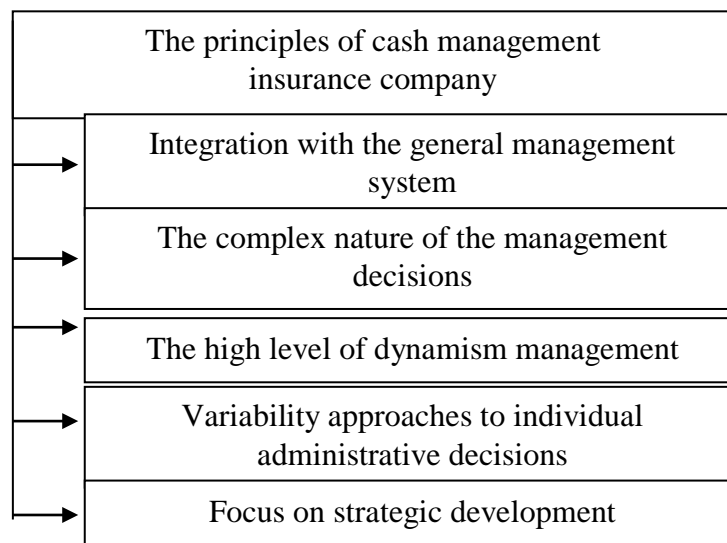 The principles of cash management
insurance company
Integration with the general management
system
The complex nature of the management
decisions
The high level of dynamism management
Variability approaches to individual
administrative decisions
Focus on strategic development